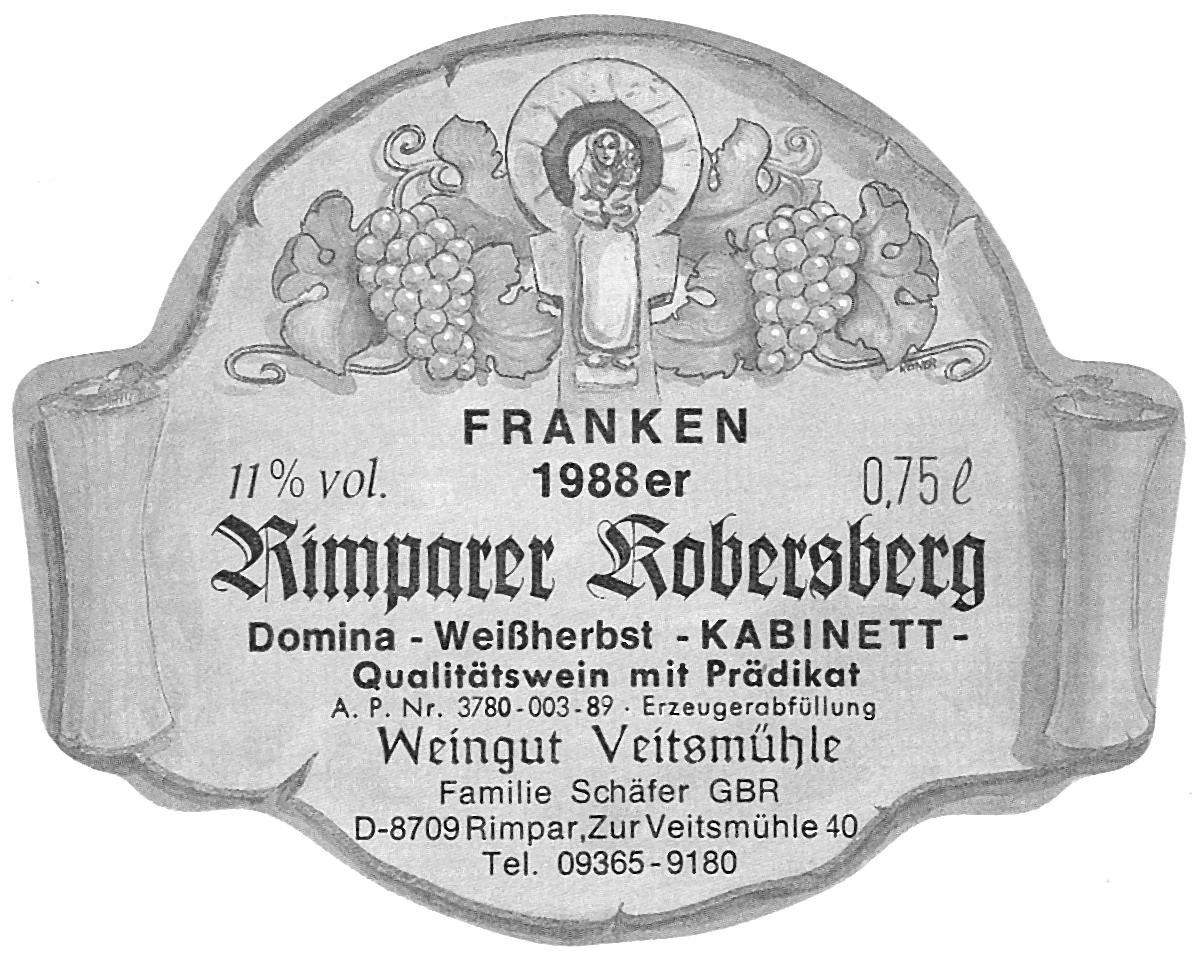 FRANKEN
11% vol. 1988er 0,75 ℓ
Rimparer Kobersberg
Domina - Weißherbst - KABINETT -
Qualitätswein mit Prädikat
A. P. Nr. 3780-003-89 · Erzeugerabfüllung
Weingut Veitsmühle
Familie Schäfer GBR
D-8709 Rimpar, Zur Veitsmühle 40
Tel. 09365-9180